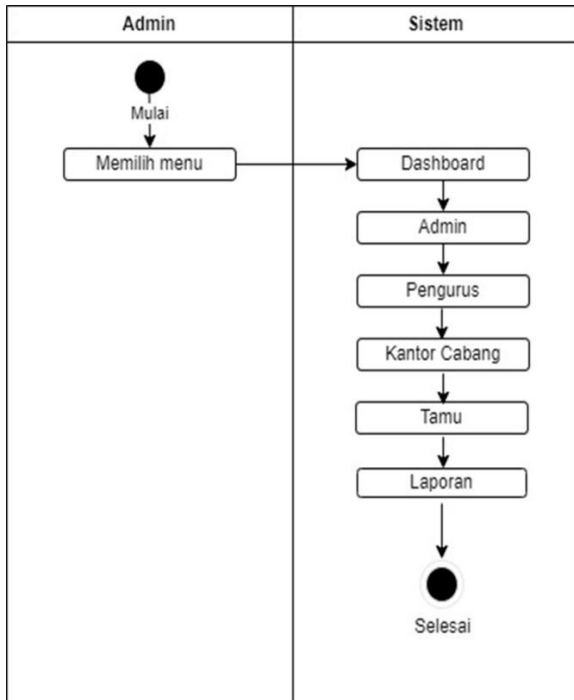 Admin
Sistem
Mulai
Memilih menu
Dashboard
Admin
Pengurus
Kantor Cabang
Tamu
Laporan
Selesai